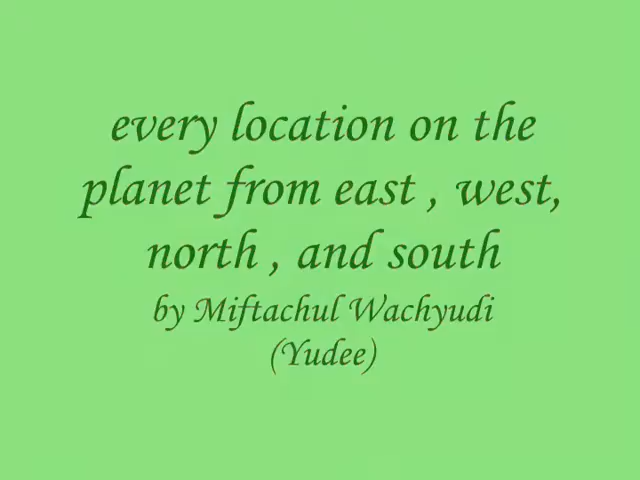 every location on the
planet from east , west,
north , and south
by Miftachul Wachyudi
(Yudee)